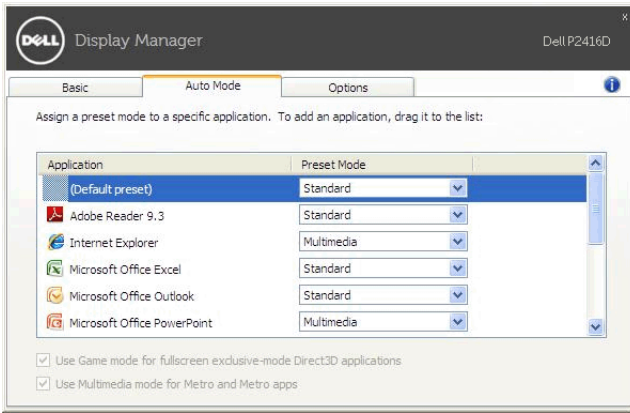 x
DELL Display Manager
Dell P2416D
Basic
Auto Mode
Options
i
Assign a preset mode to a specific application. To add an application, drag it to the list:
Application Preset Mode
(Default preset) Standard
Adobe Reader 9.3 Standard
Internet Explorer Multimedia
Microsoft Office Excel Standard
Microsoft Office Outlook Standard
Microsoft Office PowerPoint Multimedia
Use Game mode for fullscreen exclusive-mode Direct3D applications
Use Multimedia mode for Metro and Metro apps